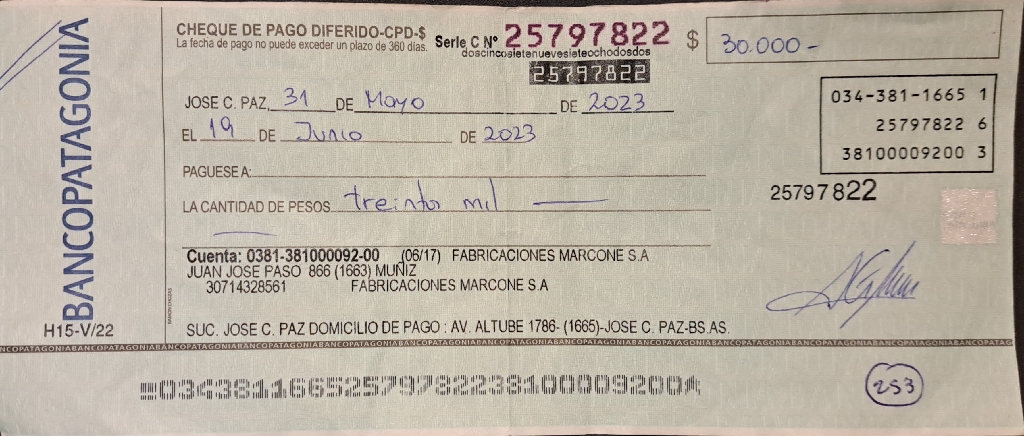 BANCOPATAGONIA
H15-V/22
CHEQUE DE PAGO DIFERIDO-CPD-$
La fecha de pago no puede exceder un plazo de 360 días.
Serie C Nº 25797822 $ 30.000-
doscincosietenuevesieteochodosdos
25797822
JOSE C. PAZ, 31 DE Mayo DE 2023
EL 19 DE Junio DE 2023
034-381-1665 1
25797822 6
38100009200 3
PAGUESE A:
25797822
LA CANTIDAD DE PESOS treinta mil
Cuenta: 0381-381000092-00 (06/17) FABRICACIONES MARCONE S.A
JUAN JOSE PASO 866 (1663) MUÑIZ
30714328561 FABRICACIONES MARCONE S.A
SUC. JOSE C. PAZ DOMICILIO DE PAGO : AV. ALTUBE 1786- (1665)-JOSE C. PAZ-BS.AS.
NCOPATAGONIABANCOPATAGONIABANCOPATAGONIABANCOPATAGONIABANCOPATAGONIABANCOPATAGONIABANCOPATAGONIABANCOPATAGONIABANCOPATAGONIABANCOPATAG
03438116652579782238100009200
253